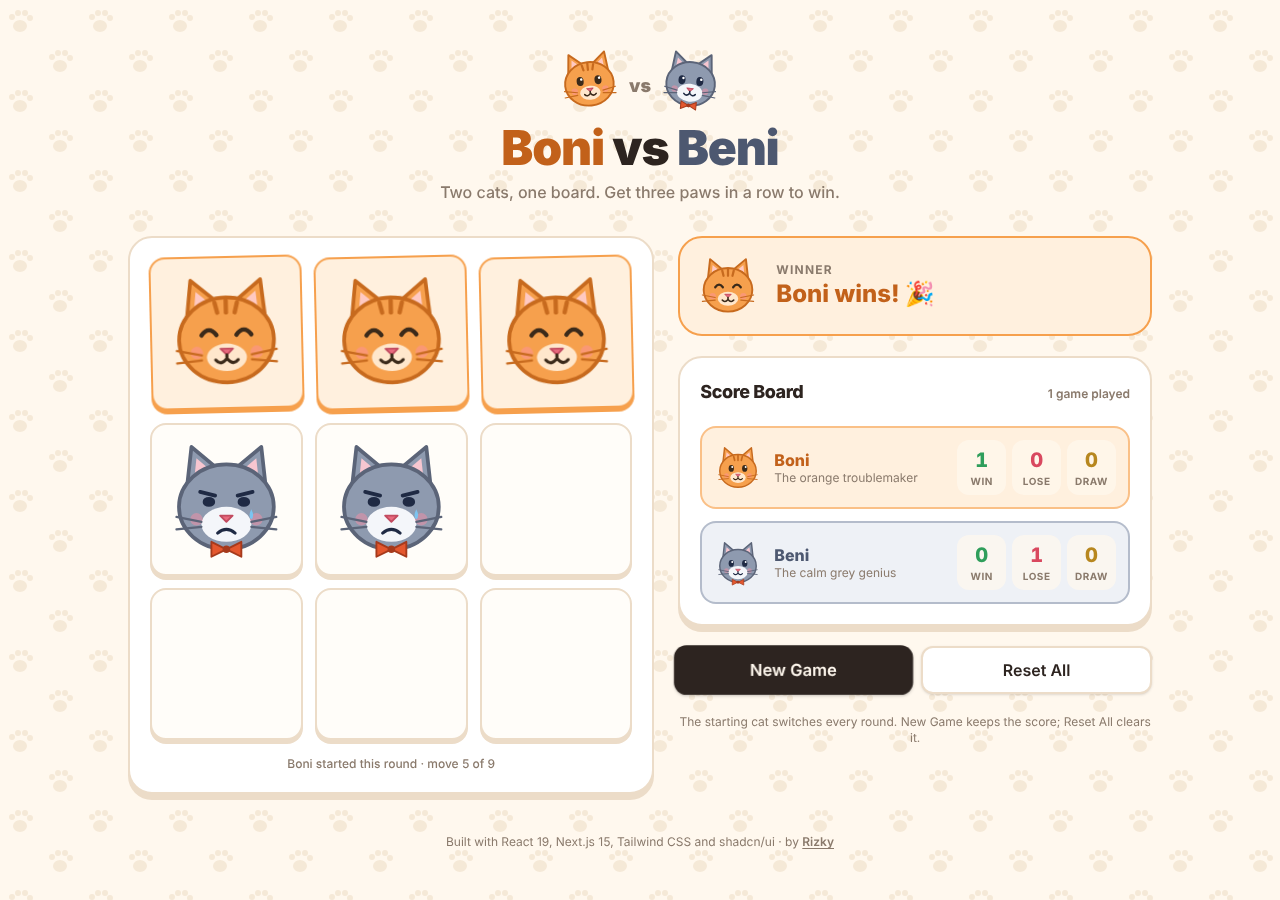 vs
Boni vs Beni
Two cats, one board. Get three paws in a row to win.
Boni started this round · move 5 of 9
WINNER
Boni wins! 🎉
Score Board
1 game played
Boni
The orange troublemaker
1
WIN
0
LOSE
0
DRAW
Beni
The calm grey genius
0
WIN
1
LOSE
0
DRAW
New Game
Reset All
The starting cat switches every round. New Game keeps the score; Reset All clears
it.
Built with React 19, Next.js 15, Tailwind CSS and shadcn/ui · by Rizky